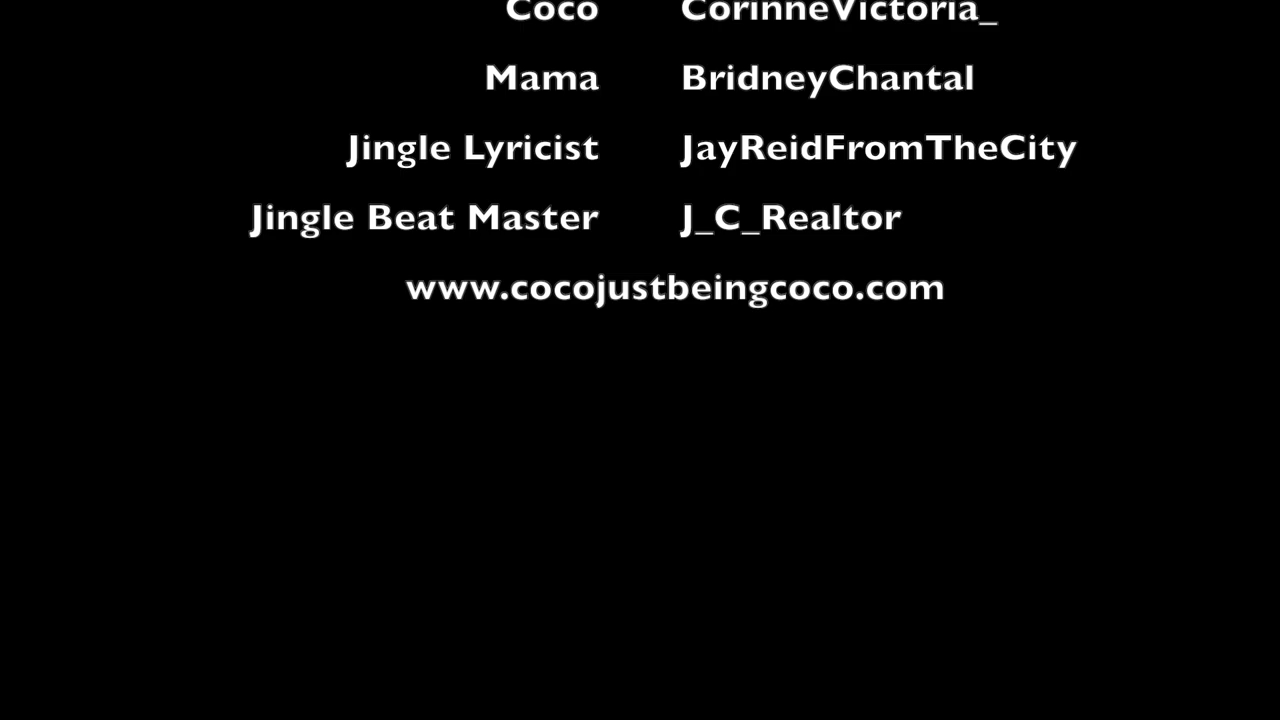 Coco CorinneVictoria_
Mama BridneyChantal
Jingle Lyricist JayReidFromTheCity
Jingle Beat Master J_C_Realtor
www.cocojustbeingcoco.com